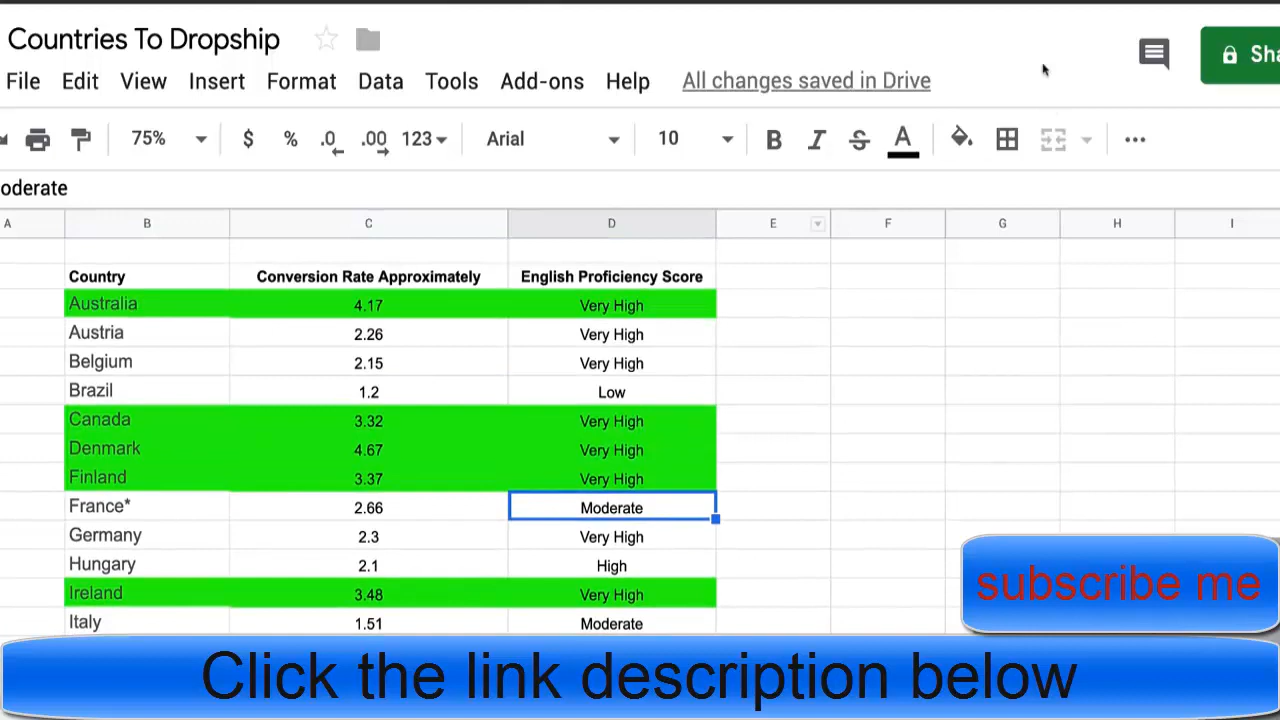 Countries To Dropship
File Edit View Insert Format Data Tools Add-ons Help All changes saved in Drive
Sha
75% $ % .0 .00 123 Arial 10 B I S A
oderate
A B C D E F G H I
Country Conversion Rate Approximately English Proficiency Score
Australia 4.17 Very High
Austria 2.26 Very High
Belgium 2.15 Very High
Brazil 1.2 Low
Canada 3.32 Very High
Denmark 4.67 Very High
Finland 3.37 Very High
France* 2.66 Moderate
Germany 2.3 Very High
Hungary 2.1 High
Ireland 3.48 Very High
Italy 1.51 Moderate
subscribe me
Click the link description below